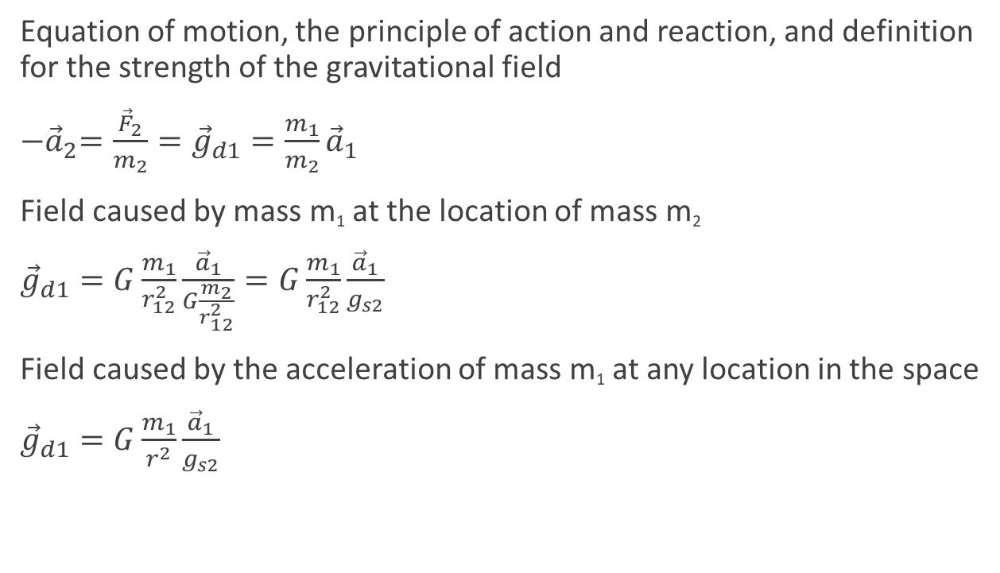 Equation of motion, the principle of action and reaction, and definition
for the strength of the gravitational field
$-\vec{a}_2 = \frac{\vec{F}_2}{m_2} = \vec{g}_{d1} = \frac{m_1}{m_2}\vec{a}_1$
Field caused by mass m₁ at the location of mass m₂
$\vec{g}_{d1} = G\frac{m_1}{r_{12}^2}\frac{\vec{a}_1}{G\frac{m_2}{r_{12}^2}} = G\frac{m_1}{r_{12}^2}\frac{\vec{a}_1}{g_{s2}}$
Field caused by the acceleration of mass m₁ at any location in the space
$\vec{g}_{d1} = G\frac{m_1}{r^2}\frac{\vec{a}_1}{g_{s2}}$